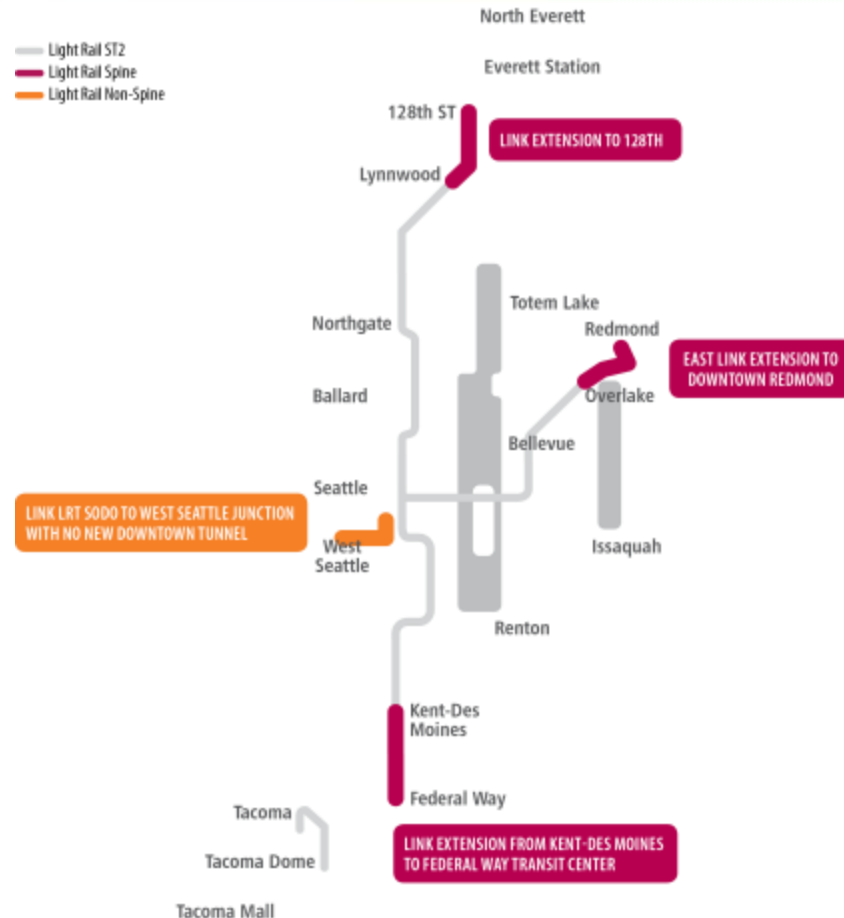 North Everett
Light Rail ST2
Light Rail Spine
Light Rail Non-Spine
Everett Station
128th ST
LINK EXTENSION TO 128TH
Lynnwood
Totem Lake
Northgate
Redmond
EAST LINK EXTENSION TO
DOWNTOWN REDMOND
Ballard
Overlake
Bellevue
Seattle
LINK LRT SODO TO WEST SEATTLE JUNCTION
WITH NO NEW DOWNTOWN TUNNEL
West
Seattle
Issaquah
Renton
Kent-Des
Moines
Federal Way
Tacoma
LINK EXTENSION FROM KENT-DES MOINES
TO FEDERAL WAY TRANSIT CENTER
Tacoma Dome
Tacoma Mall